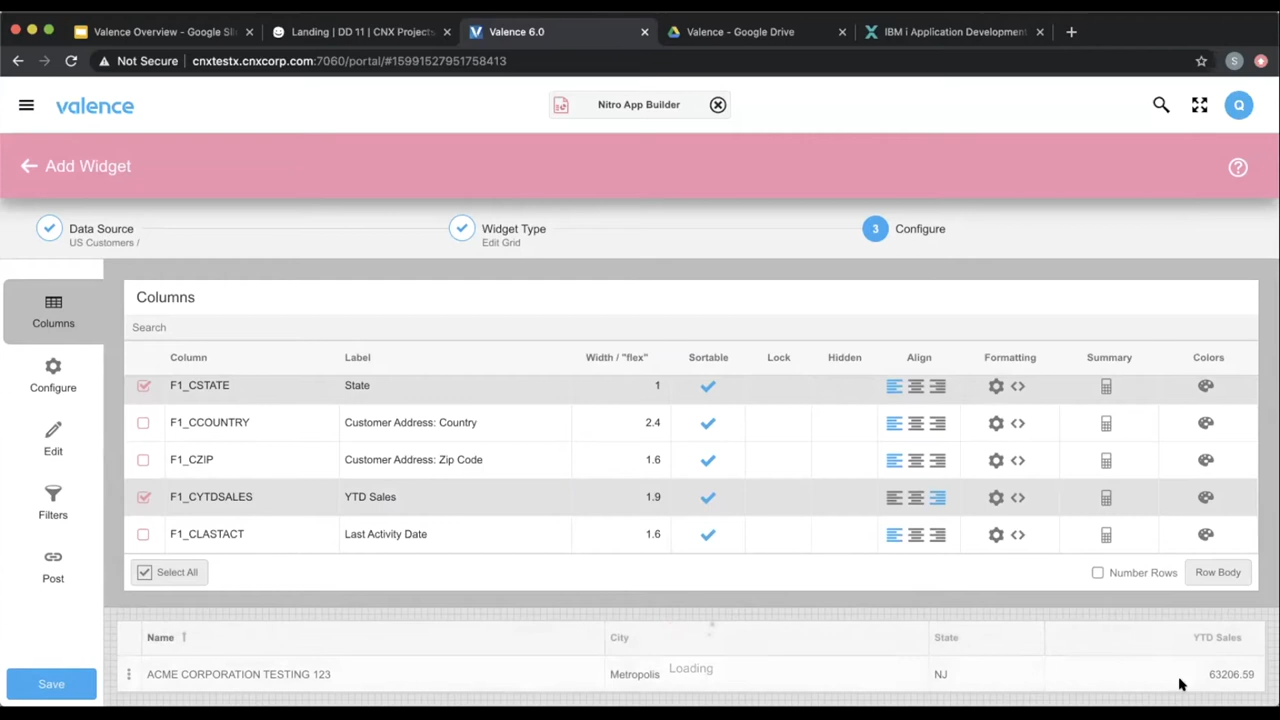 Valence Overview - Google Sli
Landing | DD 11 | CNX Projects
Valence 6.0
Valence - Google Drive
IBM i Application Development
Not Secure | cnxtestx.cnxcorp.com:7060/portal/#15991527951758413
S
valence
Nitro App Builder
Q
Add Widget
Data Source
US Customers /
Widget Type
Edit Grid
3 Configure
Columns
Configure
Edit
Filters
Post
Save
Columns
Search
Column Label Width / "flex" Sortable Lock Hidden Align Formatting Summary Colors
F1_CSTATE State 1
F1_CCOUNTRY Customer Address: Country 2.4
F1_CZIP Customer Address: Zip Code 1.6
F1_CYTDSALES YTD Sales 1.9
F1_CLASTACT Last Activity Date 1.6
Select All Number Rows Row Body
Name City State YTD Sales
Loading
ACME CORPORATION TESTING 123 Metropolis NJ 63206.59